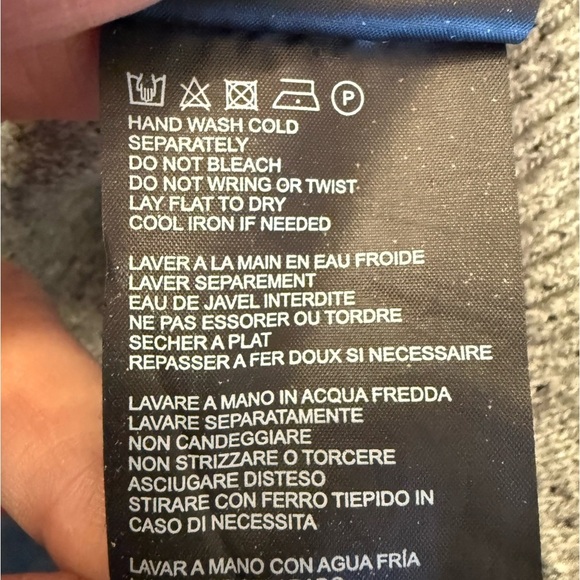 P
HAND WASH COLD
SEPARATELY
DO NOT BLEACH
DO NOT WRING OR TWIST
LAY FLAT TO DRY
COOL IRON IF NEEDED
LAVER A LA MAIN EN EAU FROIDE
LAVER SEPAREMENT
EAU DE JAVEL INTERDITE
NE PAS ESSORER OU TORDRE
SECHER A PLAT
REPASSER A FER DOUX SI NECESSAIRE
LAVARE A MANO IN ACQUA FREDDA
LAVARE SEPARATAMENTE
NON CANDEGGIARE
NON STRIZZARE O TORCERE
ASCIUGARE DISTESO
STIRARE CON FERRO TIEPIDO IN
CASO DI NECESSITA
LAVAR A MANO CON AGUA FRÍA